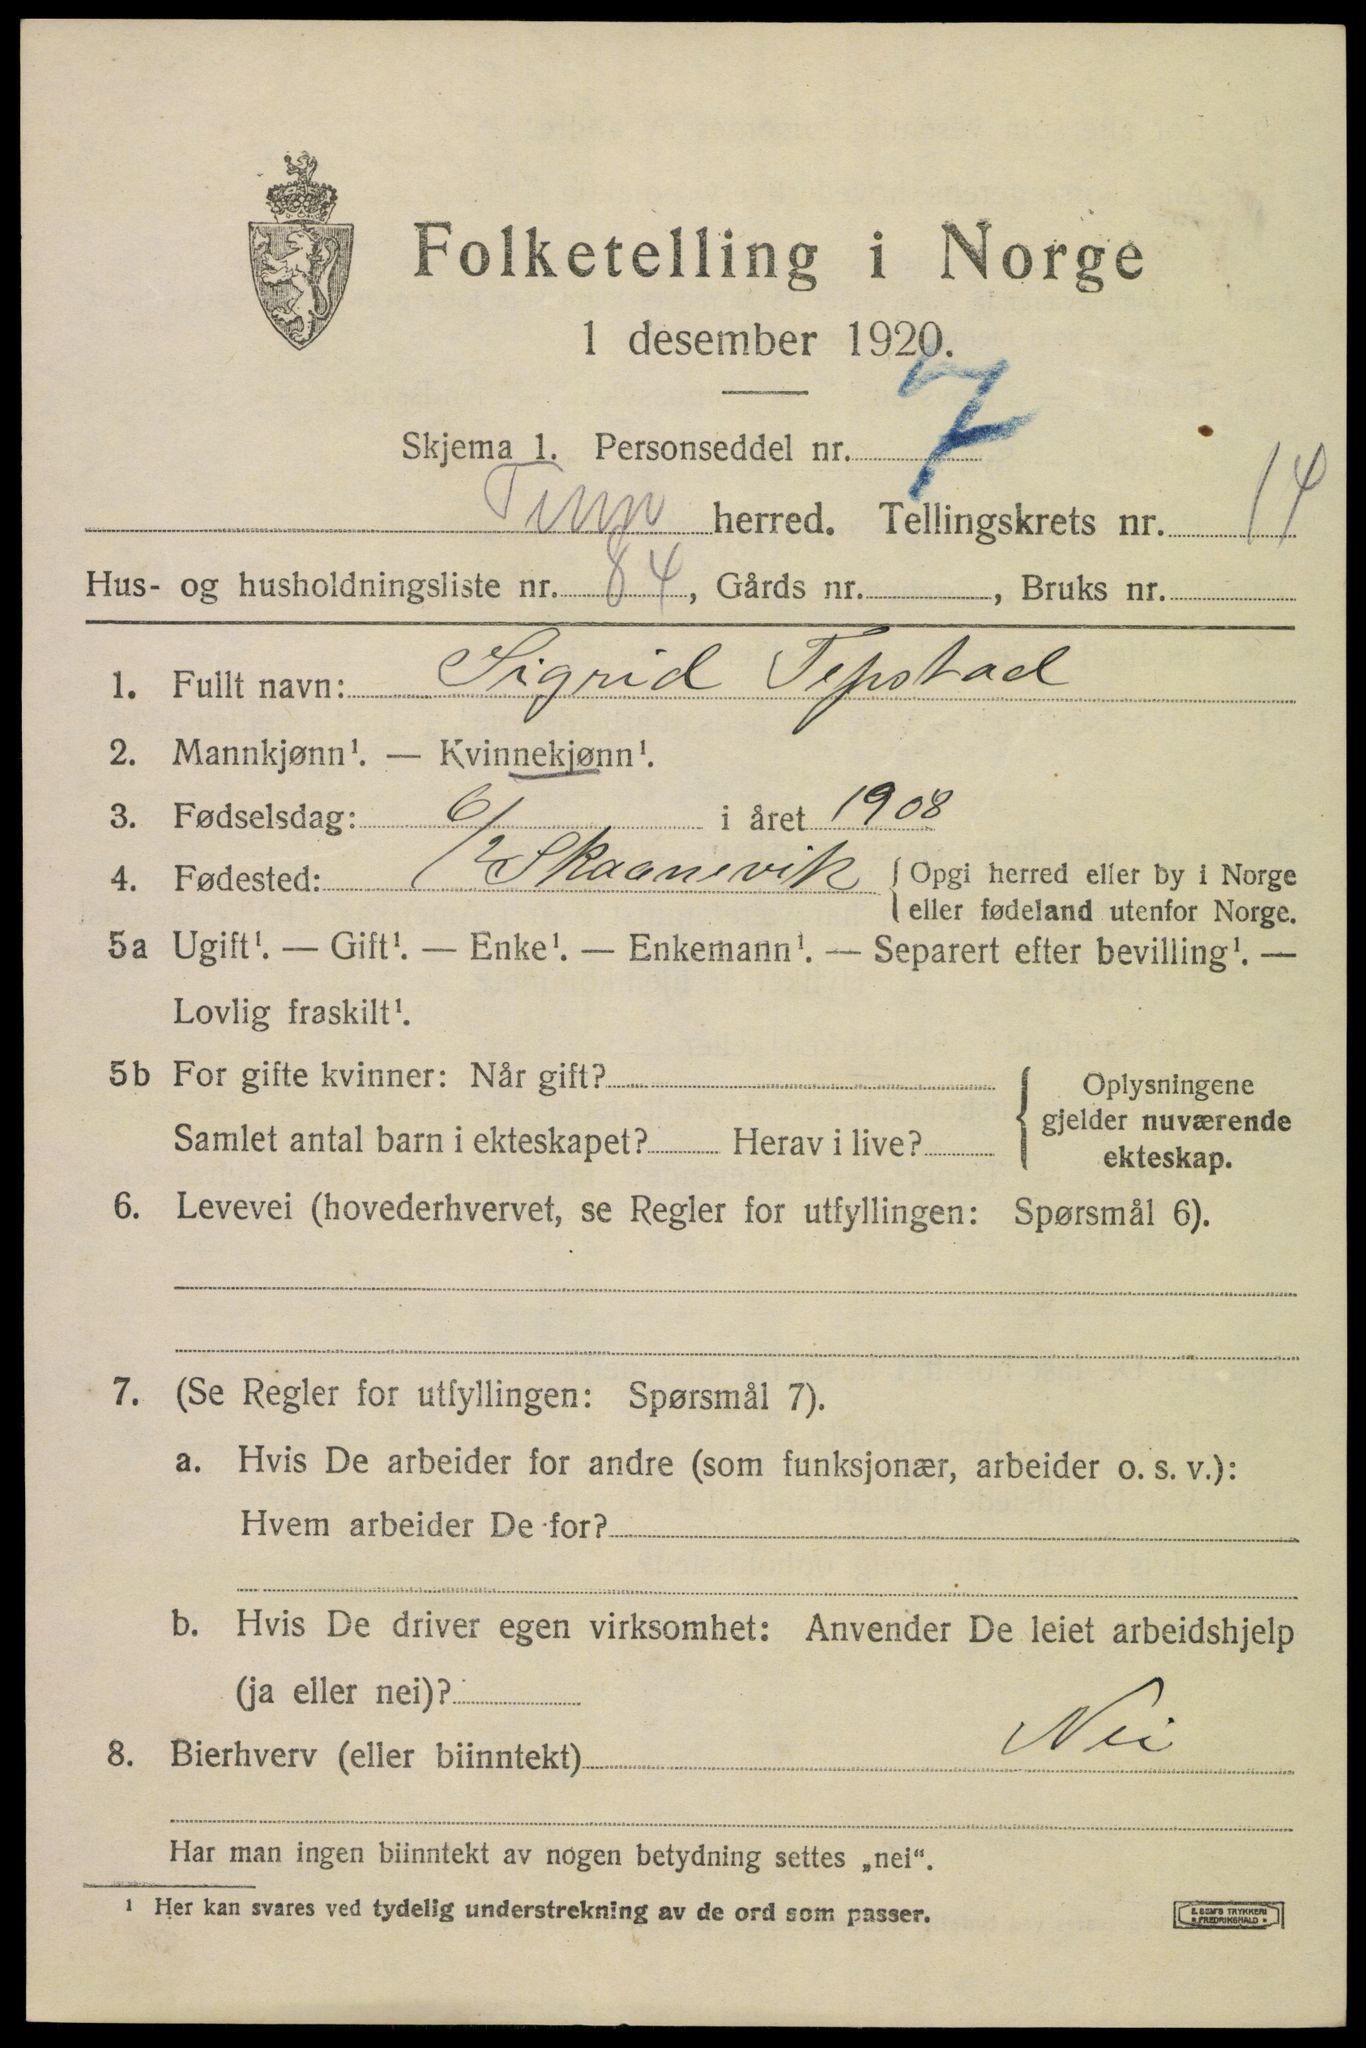 Folketelling i Norge
1 desember 1920.
Skjema 1. Personseddel nr. 7
Tinn herred. Tellingskrets nr. 14
Hus- og husholdningsliste nr. 84, Gårds nr. , Bruks nr.
1. Fullt navn: Sigrid Tepstad
2. Mannkjønn¹. — Kvinnekjønn¹.
3. Fødselsdag: 6/2 i året 1908
4. Fødested: Skaanevik { Opgi herred eller by i Norge
eller fødeland utenfor Norge.
5a Ugift¹. — Gift¹. — Enke¹. — Enkemann¹. — Separert efter bevilling¹. —
Lovlig fraskilt¹.
5b For gifte kvinner: Når gift?
Samlet antal barn i ekteskapet? Herav i live?
{ Oplysningene
gjelder nuværende
ekteskap.
6. Levevei (hovederhvervet, se Regler for utfyllingen: Spørsmål 6).
7. (Se Regler for utfyllingen: Spørsmål 7).
a. Hvis De arbeider for andre (som funksjonær, arbeider o. s. v.):
Hvem arbeider De for?
b. Hvis De driver egen virksomhet: Anvender De leiet arbeidshjelp
(ja eller nei)?
8. Bierhverv (eller biinntekt) Nei
Har man ingen biinntekt av nogen betydning settes „nei“.
¹ Her kan svares ved tydelig understrekning av de ord som passer.
E. SEM'S TRYKKERI
FREDRIKSHALD